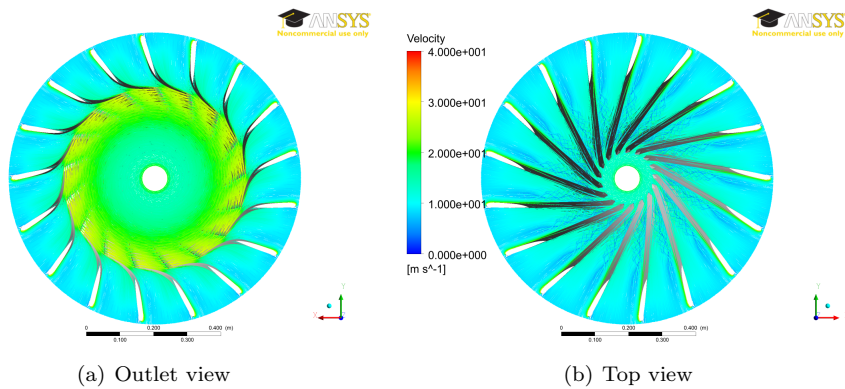 ANSYS
Noncommercial use only
ANSYS
Noncommercial use only
Velocity
4.000e+001
3.000e+001
2.000e+001
1.000e+001
0.000e+000
[m s^-1]
Y
X
Z
Y
0 0.200 0.400 (m)
0.100 0.300
0 0.200 0.400 (m)
0.100 0.300
(a) Outlet view
(b) Top view